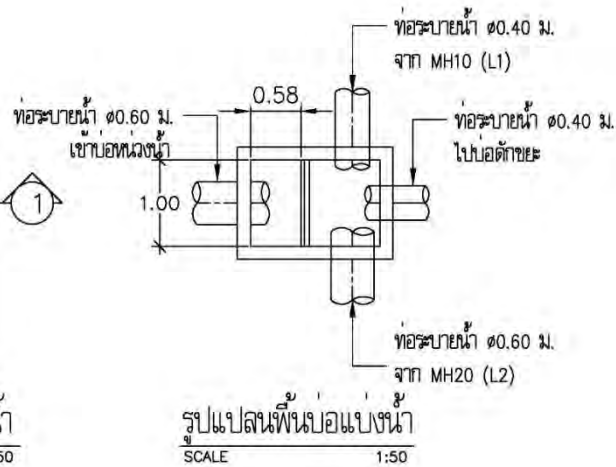 ท่อระบายน้ำ ø0.40 ม.
จาก MH10 (L1)
0.58
ท่อระบายน้ำ ø0.60 ม.
เข้าบ่อหน่วงน้ำ
ท่อระบายน้ำ ø0.40 ม.
ไปบ่อดักขยะ
1
1.00
ท่อระบายน้ำ ø0.60 ม.
จาก MH20 (L2)
รูปแปลนพื้นบ่อแบ่งน้ำ
SCALE 1:50